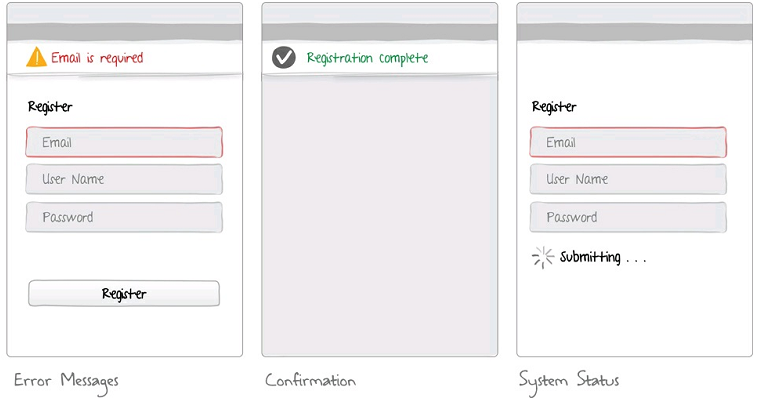 Email is required
Register
Email
User Name
Password
Register
Error Messages
Registration complete
Confirmation
Register
Email
User Name
Password
Submitting . . .
System Status